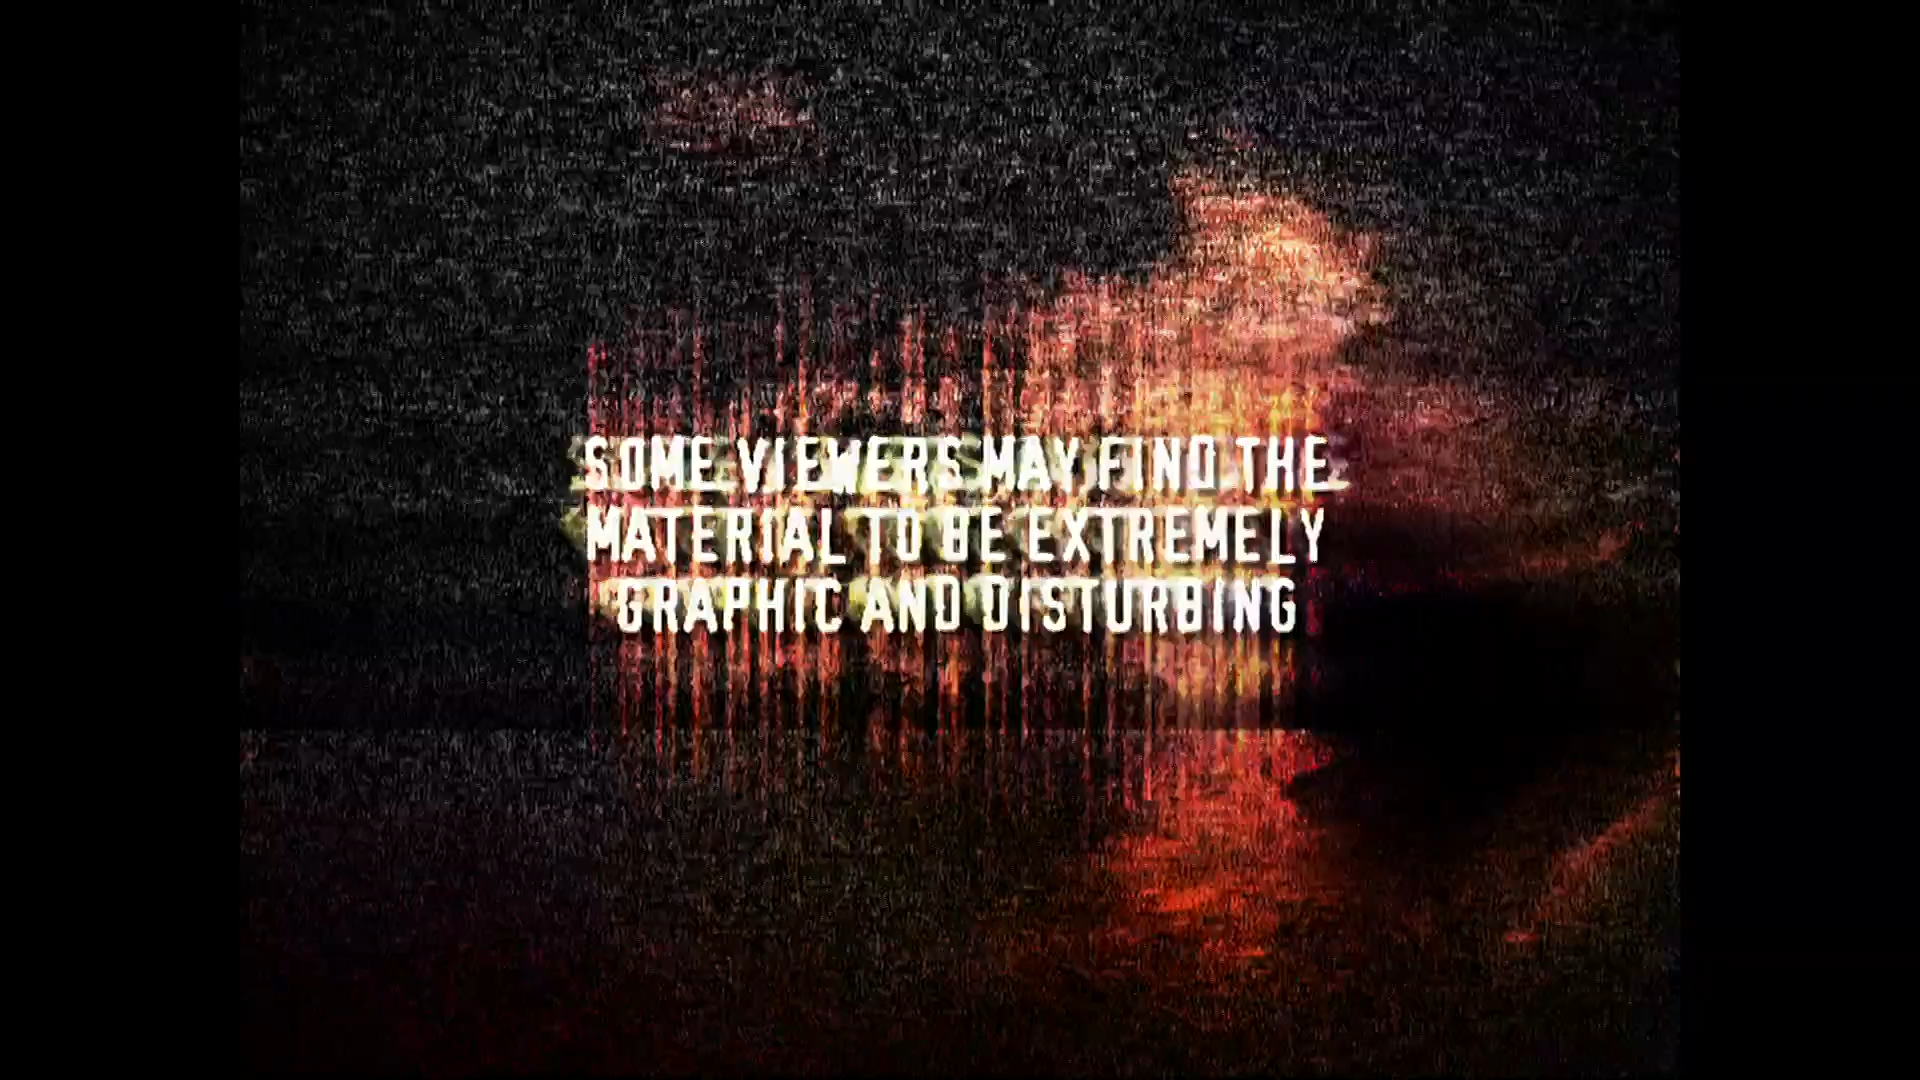 SOME VIEWERS MAY FIND THE
MATERIAL TO BE EXTREMELY
GRAPHIC AND DISTURBING